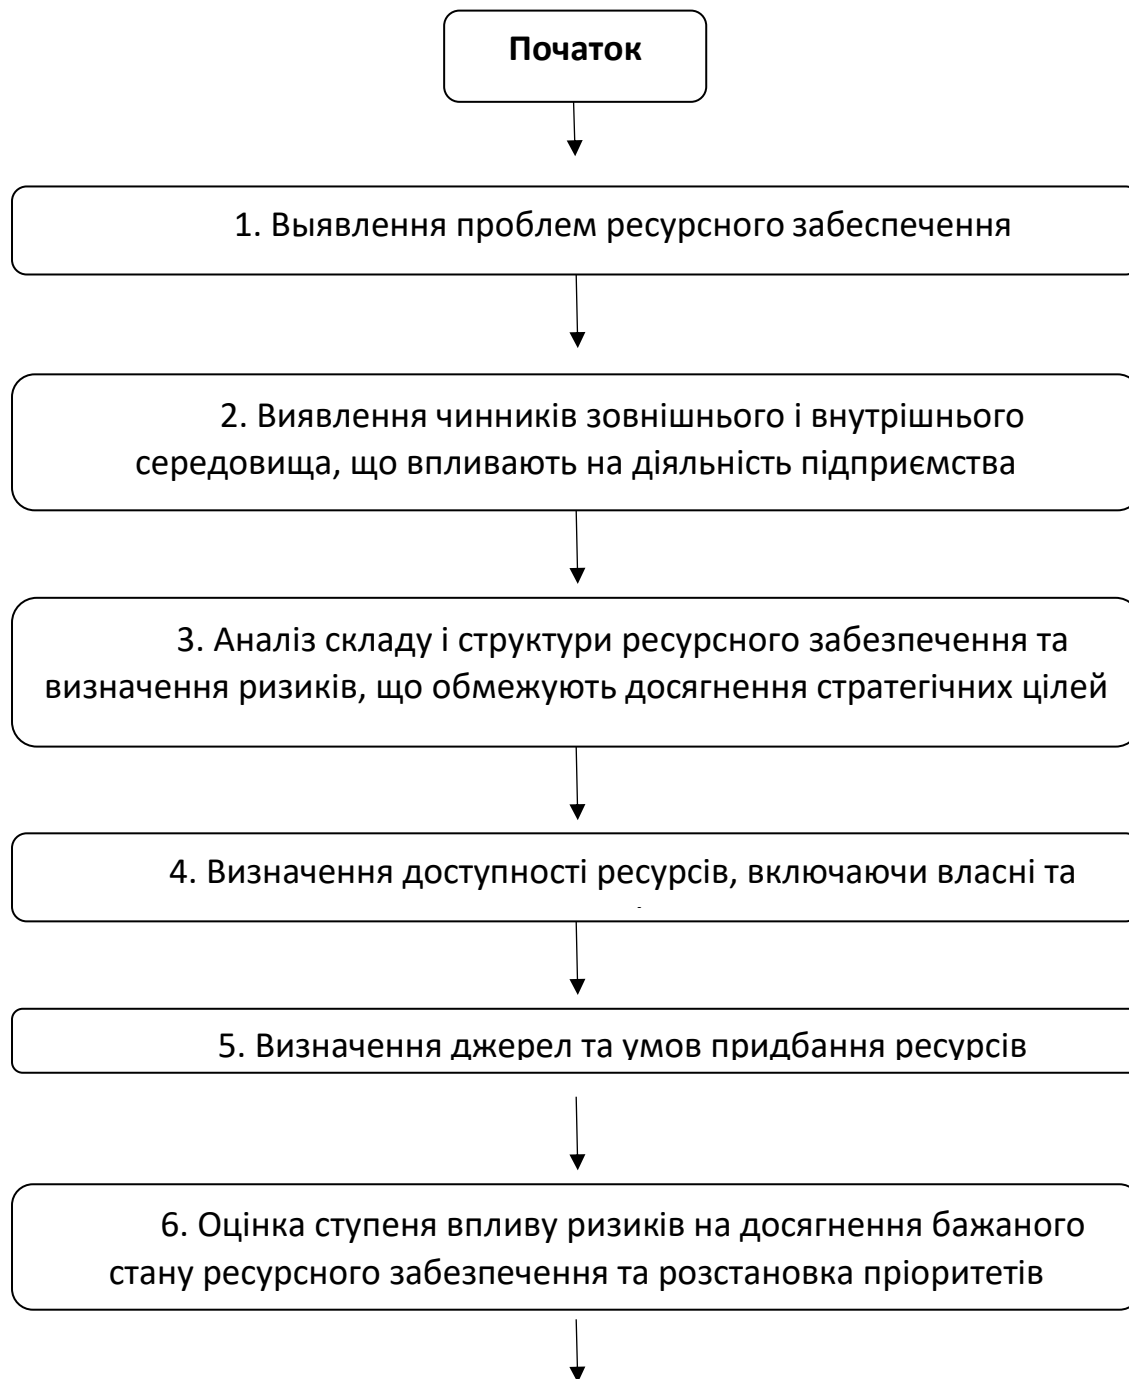 Початок
1. Выявлення проблем ресурсного забеспечення
2. Виявлення чинників зовнішнього і внутрішнього
середовища, що впливають на діяльність підприємства
3. Аналіз складу і структури ресурсного забезпечення та
визначення ризиків, що обмежують досягнення стратегічних цілей
4. Визначення доступності ресурсів, включаючи власні та
5. Визначення джерел та умов придбання ресурсів
6. Оцінка ступеня впливу ризиків на досягнення бажаного
стану ресурсного забезпечення та розстановка пріоритетів